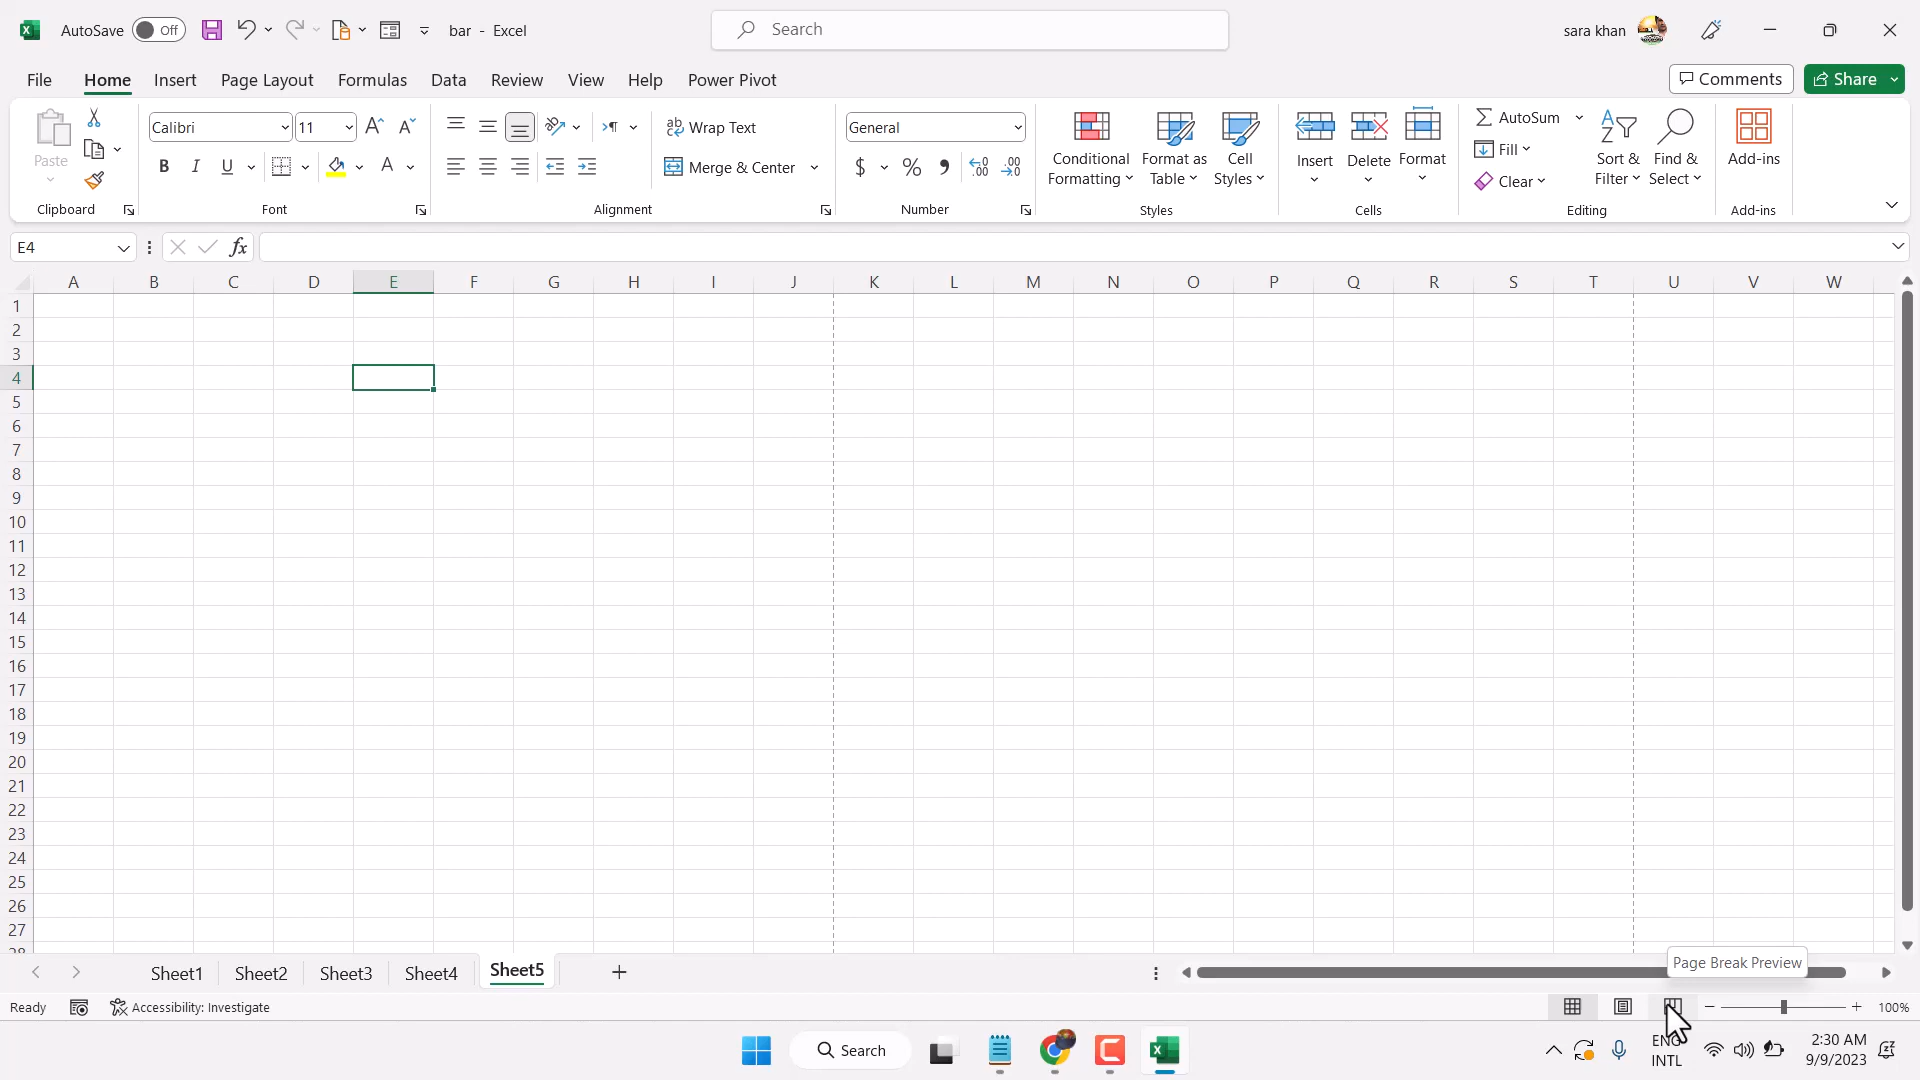 AutoSave Off bar - Excel Search sara khan
File Home Insert Page Layout Formulas Data Review View Help Power Pivot Comments Share
Calibri 11 Wrap Text General AutoSum
Paste Conditional Formatting Format as Table Cell Styles Insert Delete Format Fill Sort & Filter Find & Select Add-ins
B I U A Merge & Center $ % Clear
Clipboard Font Alignment Number Styles Cells Editing Add-ins
E4 fx
A B C D E F G H I J K L M N O P Q R S T U V W
1
2
3
4
5
6
7
8
9
10
11
12
13
14
15
16
17
18
19
20
21
22
23
24
25
26
27
28
Page Break Preview
Sheet1 Sheet2 Sheet3 Sheet4 Sheet5
Ready Accessibility: Investigate 100%
Search ENG 2:30 AM
INTL 9/9/2023